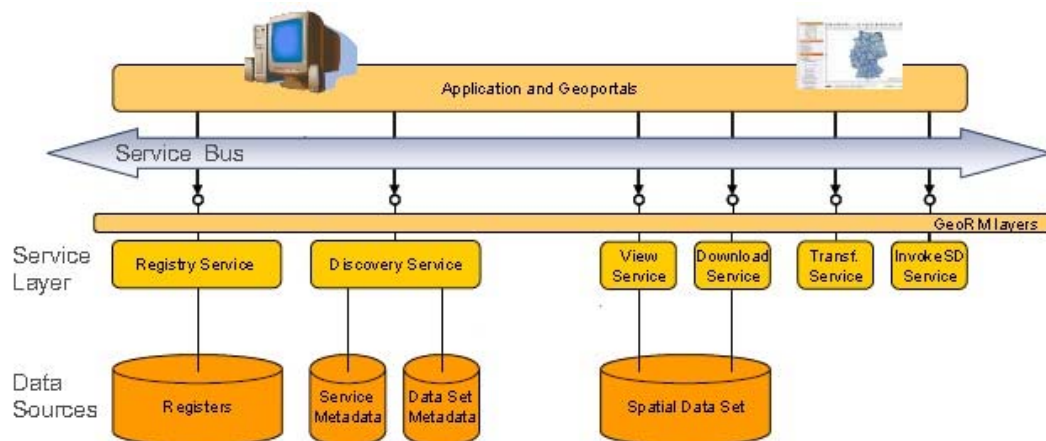 Application and Geoportals
Service Bus
GeoRM layers
Service
Layer
Registry Service
Discovery Service
View
Service
Download
Service
Transf.
Service
InvokeSD
Service
Data
Sources
Registers
Service
Metadata
Data Set
Metadata
Spatial Data Set